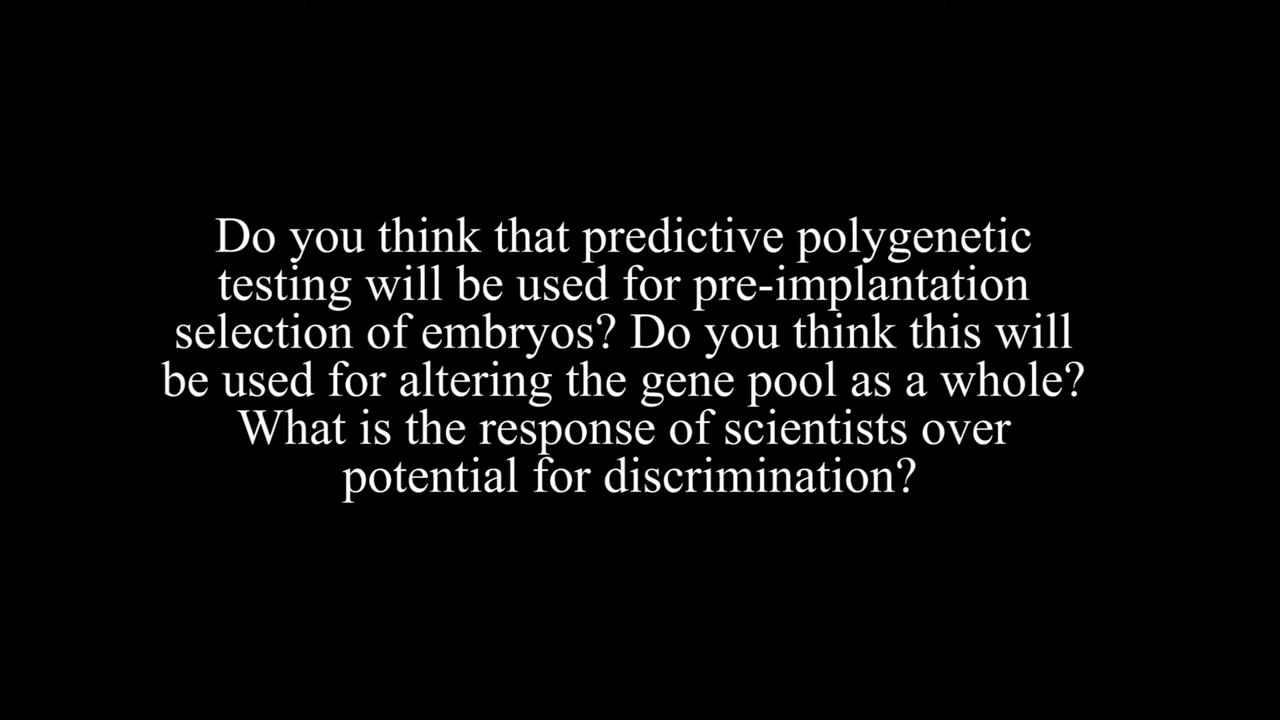 Do you think that predictive polygenetic
testing will be used for pre-implantation
selection of embryos? Do you think this will
be used for altering the gene pool as a whole?
What is the response of scientists over
potential for discrimination?